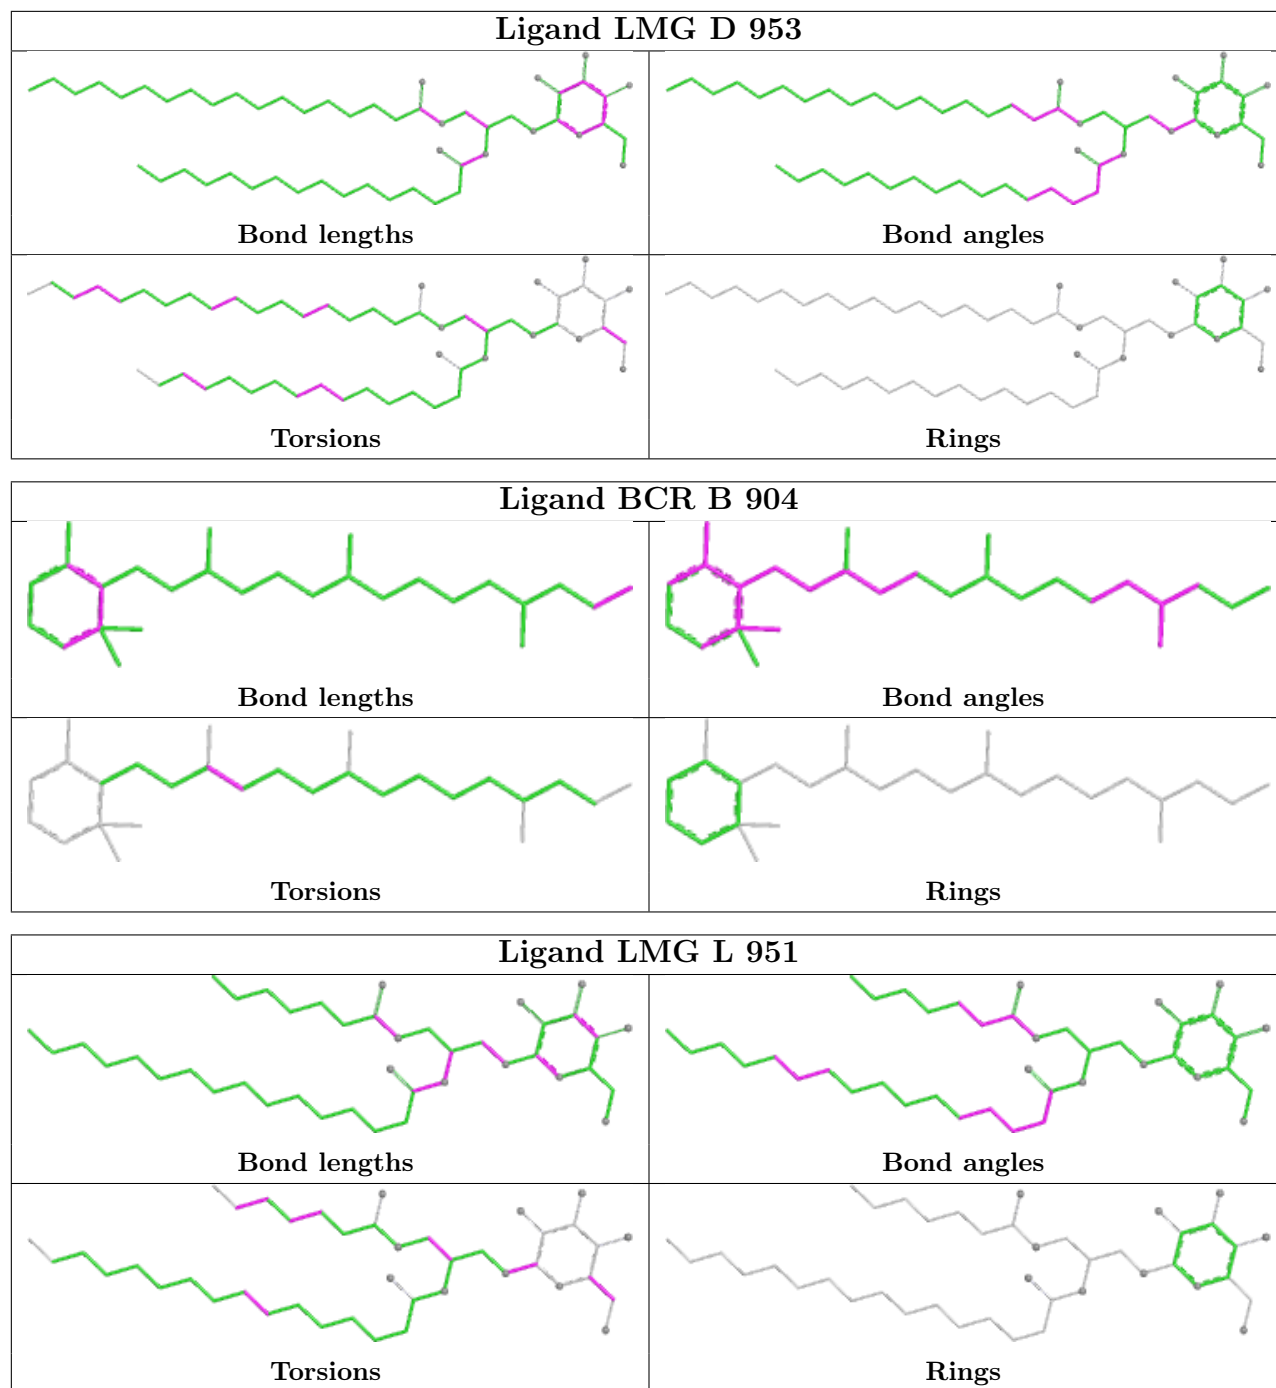 Ligand LMG D 953
Bond lengths
Bond angles
Torsions
Rings
Ligand BCR B 904
Bond lengths
Bond angles
Torsions
Rings
Ligand LMG L 951
Bond lengths
Bond angles
Torsions
Rings